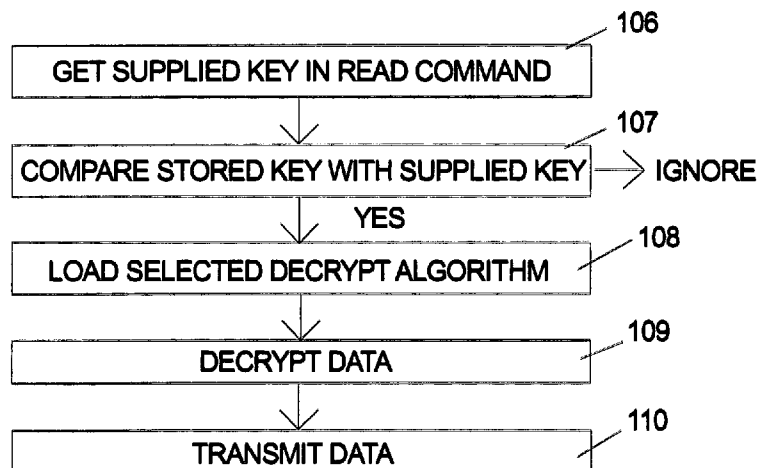 106
GET SUPPLIED KEY IN READ COMMAND
107
COMPARE STORED KEY WITH SUPPLIED KEY
IGNORE
YES
108
LOAD SELECTED DECRYPT ALGORITHM
109
DECRYPT DATA
110
TRANSMIT DATA